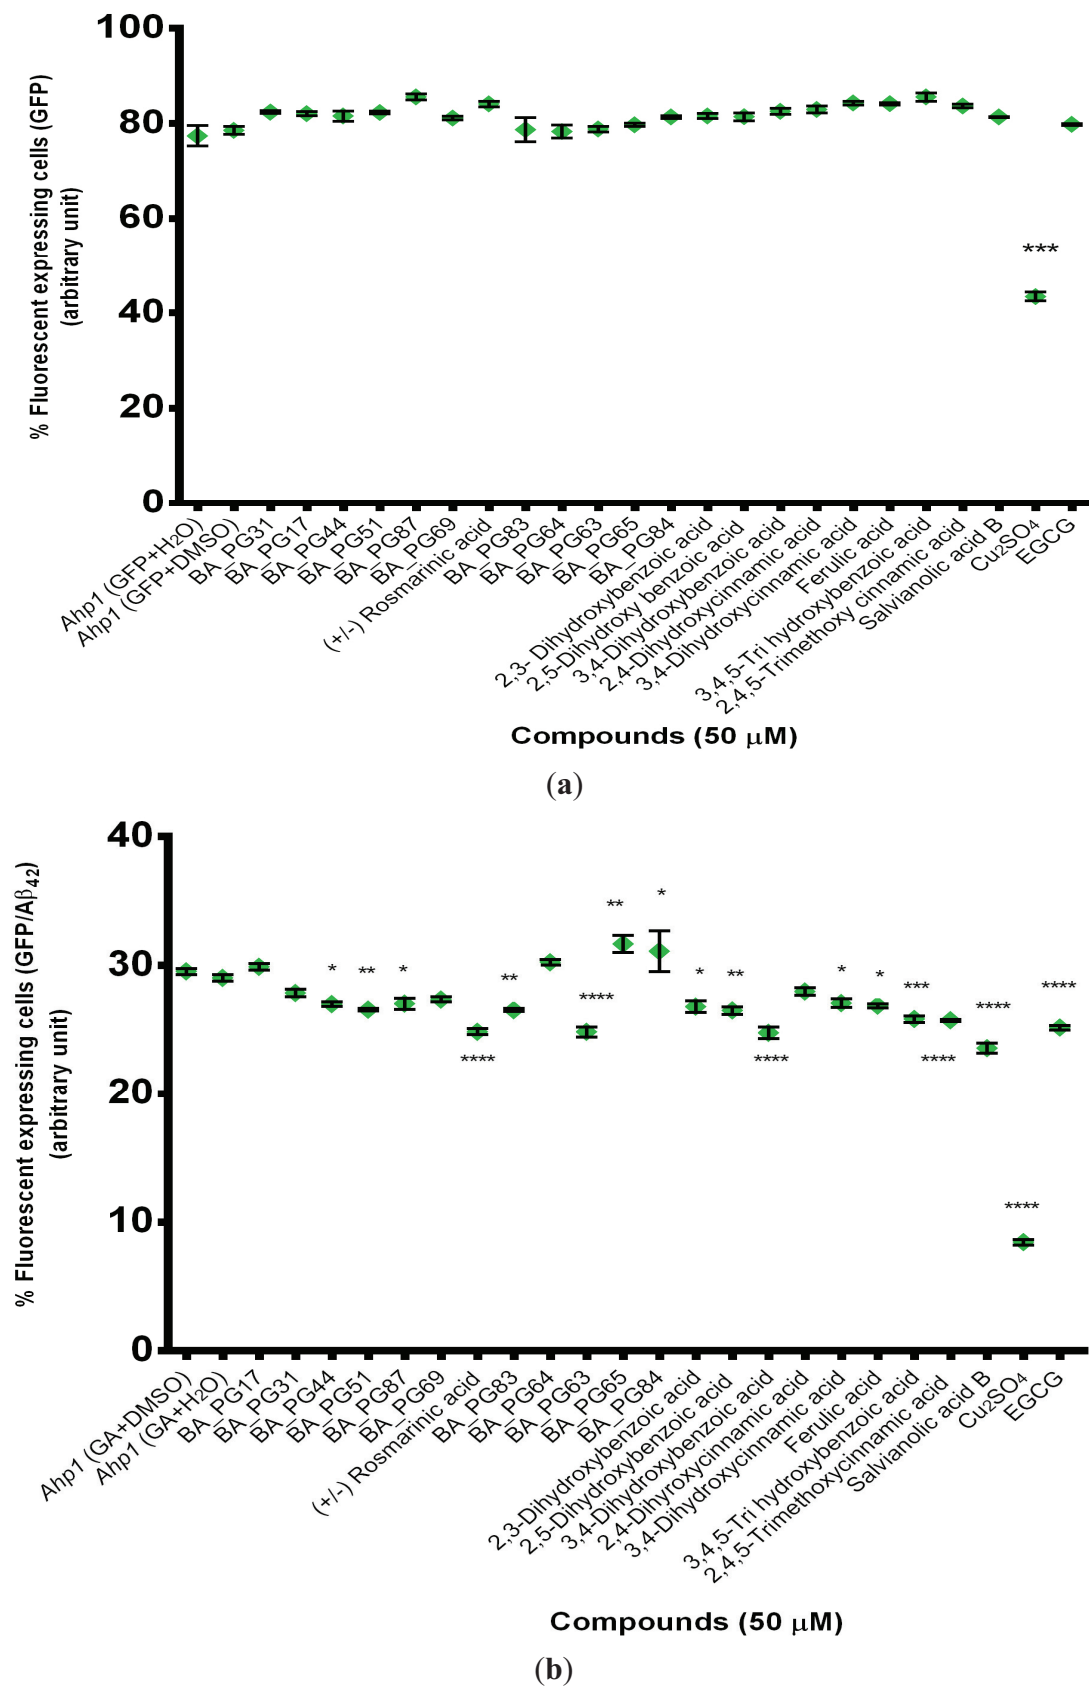 % Fluorescent expressing cells (GFP)
(arbitrary unit)
100
80
60
40
20
0
***
Ahp1 (GFP+H2O)
Ahp1 (GFP+DMSO)
BA_PG31
BA_PG17
BA_PG44
BA_PG51
BA_PG87
BA_PG69
(+/-) Rosmarinic acid
BA_PG83
BA_PG64
BA_PG63
BA_PG65
BA_PG84
2,3- Dihydroxybenzoic acid
2,5-Dihydroxy benzoic acid
3,4-Dihydroxybenzoic acid
2,4-Dihydroxycinnamic acid
3,4-Dihydroxycinnamic acid
Ferulic acid
3,4,5-Tri hydroxybenzoic acid
2,4,5-Trimethoxy cinnamic acid
Salvianolic acid B
Cu2SO4
EGCG
Compounds (50 µM)
(a)
% Fluorescent expressing cells (GFP/Aβ42)
(arbitrary unit)
40
30
20
10
0
*
**
*
****
**
****
**
*
*
**
****
*
*
***
****
****
****
****
Ahp1 (GA+DMSO)
Ahp1 (GA+H2O)
BA_PG17
BA_PG31
BA_PG44
BA_PG51
BA_PG87
BA_PG69
(+/-) Rosmarinic acid
BA_PG83
BA_PG64
BA_PG63
BA_PG65
BA_PG84
2,3-Dihydroxybenzoic acid
2,5-Dihydroxybenzoic acid
3,4-Dihydroxybenzoic acid
2,4-Dihyroxycinnamic acid
3,4-Dihydroxycinnamic acid
Ferulic acid
3,4,5-Tri hydroxybenzoic acid
2,4,5-Trimethoxycinnamic acid
Salvianolic acid B
Cu2SO4
EGCG
Compounds (50 µM)
(b)